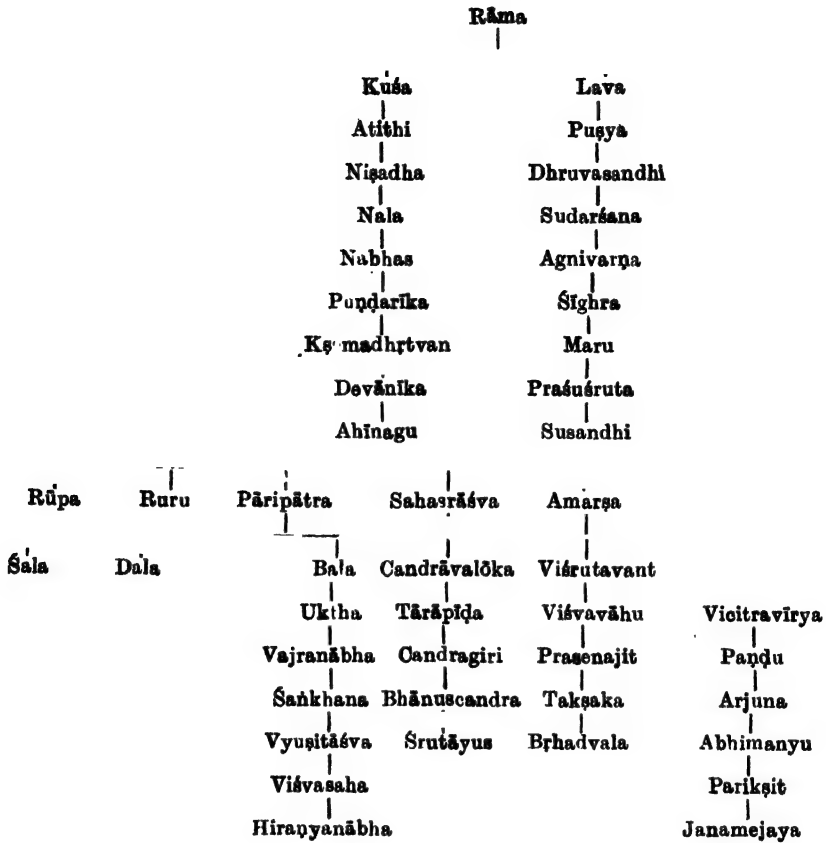 Rāma
Kuśa Lava
Atithi Puṣya
Niṣadha Dhruvasandhi
Nala Sudarśana
Nabhas Agnivarṇa
Puṇḍarīka Śīghra
Kṣ madhṛtvan Maru
Devānīka Praśuśruta
Ahīnagu Susandhi
Rūpa Ruru Pāripātra Sahasrāśva Amarṣa
Śala Dala Bala Candrāvalōka Viśrutavant
Uktha Tārāpīḍa Viśvavāhu Vicitravīrya
Vajranābha Candragiri Prasenajit Paṇḍu
Śaṅkhana Bhānuscandra Takṣaka Arjuna
Vyuṣitāśva Śrutāyus Bṛhadvala Abhimanyu
Viśvasaha Parikṣit
Hiraṇyanābha Janamejaya